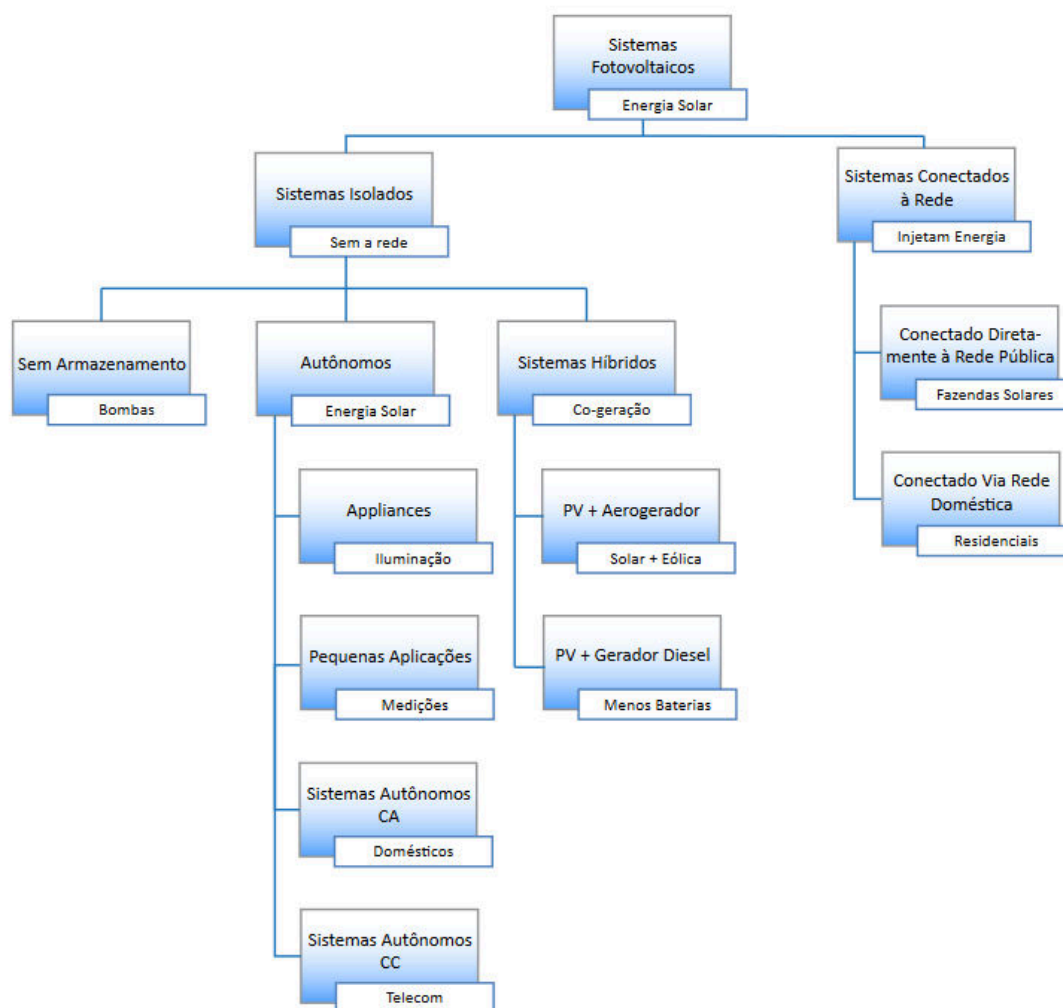 Sistemas
Fotovoltaicos
Energia Solar
Sistemas Isolados
Sem a rede
Sistemas Conectados
à Rede
Injetam Energia
Sem Armazenamento
Bombas
Autônomos
Energia Solar
Sistemas Híbridos
Co-geração
Conectado Direta-
mente à Rede Pública
Fazendas Solares
Appliances
Iluminação
PV + Aerogerador
Solar + Eólica
Conectado Via Rede
Doméstica
Residenciais
Pequenas Aplicações
Medições
PV + Gerador Diesel
Menos Baterias
Sistemas Autônomos
CA
Domésticos
Sistemas Autônomos
CC
Telecom